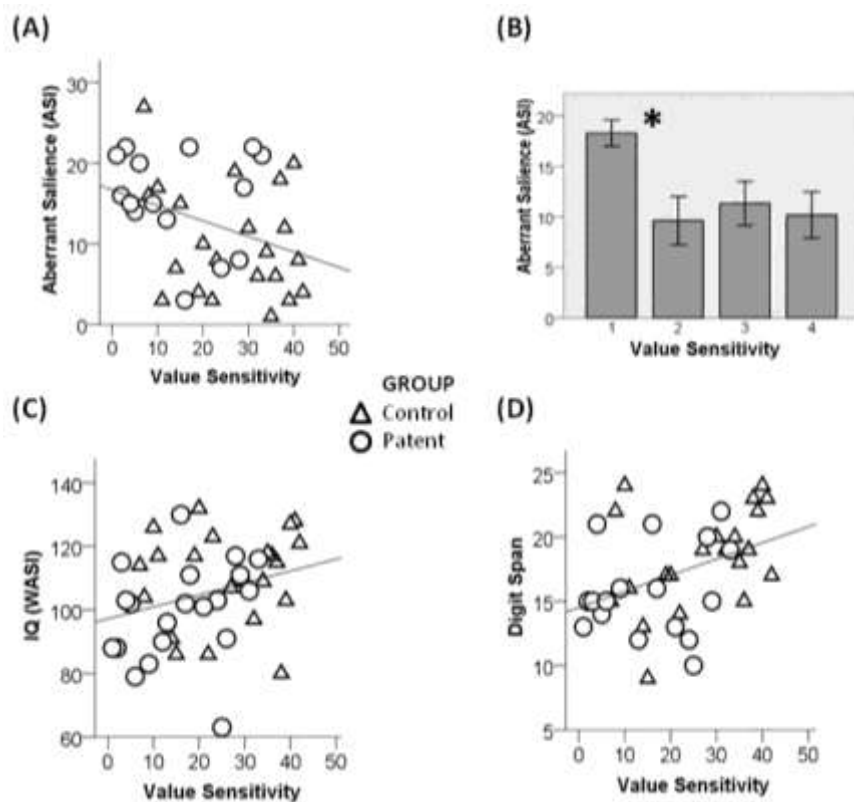 (A)
Aberrant Salience (ASI)
30
20
10
0
0 10 20 30 40 50
Value Sensitivity
(B)
Aberrant Salience (ASI)
20
15
10
5
0
*
1 2 3 4
Value Sensitivity
GROUP
Control
Patent
(C)
IQ (WASI)
140
120
100
80
60
0 10 20 30 40 50
Value Sensitivity
(D)
Digit Span
25
20
15
10
5
0 10 20 30 40 50
Value Sensitivity